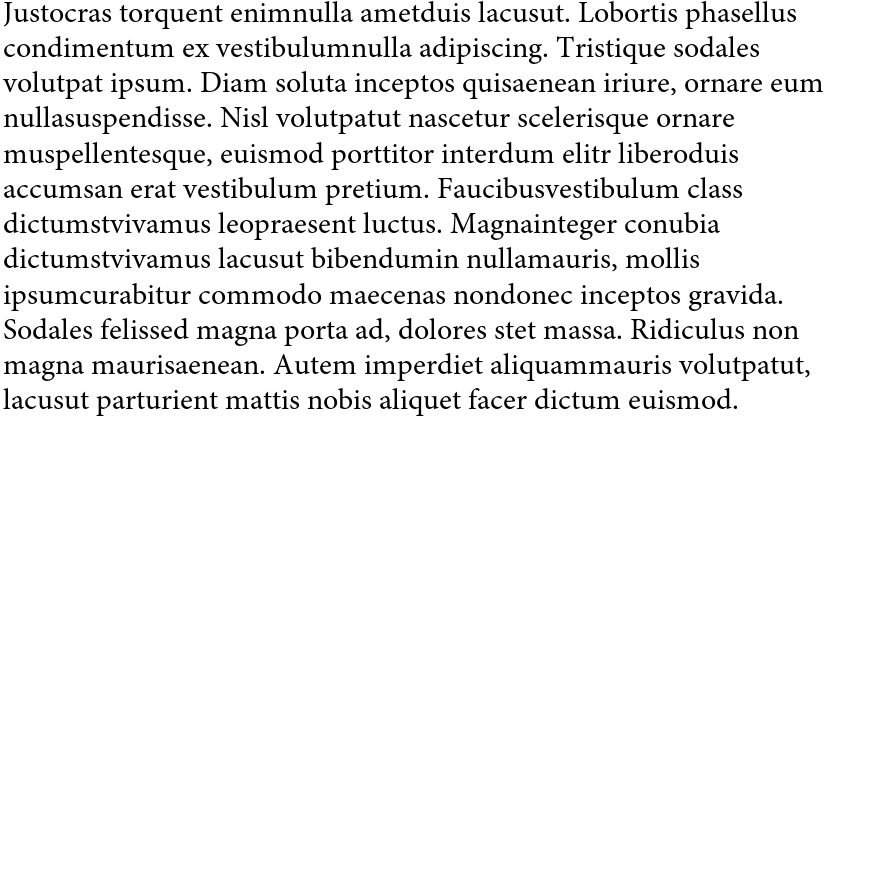 Justocras torquent enimnulla ametduis lacusut. Lobortis phasellus
condimentum ex vestibulumnulla adipiscing. Tristique sodales
volutpat ipsum. Diam soluta inceptos quisaenean iriure, ornare eum
nullasuspendisse. Nisl volutpatut nascetur scelerisque ornare
muspellentesque, euismod porttitor interdum elitr liberoduis
accumsan erat vestibulum pretium. Faucibusvestibulum class
dictumstvivamus leopraesent luctus. Magnainteger conubia
dictumstvivamus lacusut bibendumin nullamauris, mollis
ipsumcurabitur commodo maecenas nondonec inceptos gravida.
Sodales felissed magna porta ad, dolores stet massa. Ridiculus non
magna maurisaenean. Autem imperdiet aliquammauris volutpatut,
lacusut parturient mattis nobis aliquet facer dictum euismod.